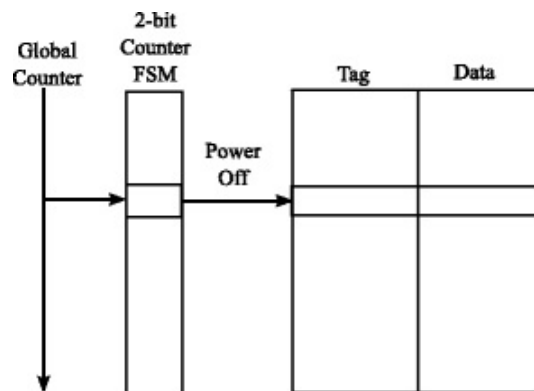 Global
Counter
2-bit
Counter
FSM
Power
Off
Tag
Data